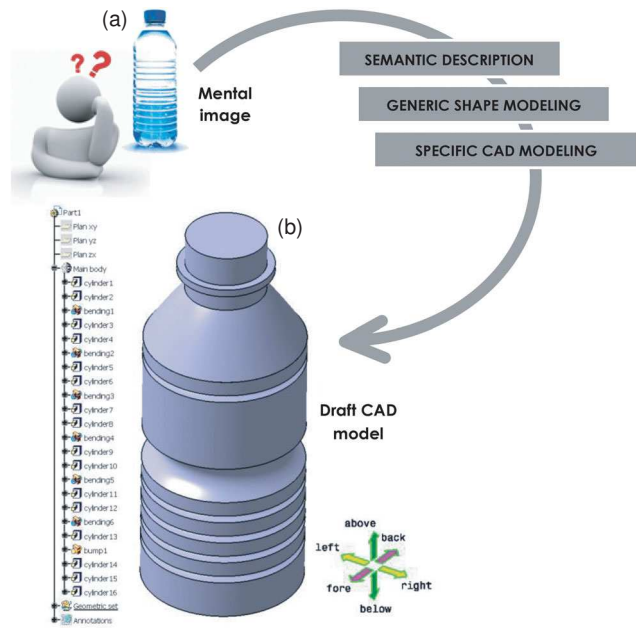 (a)
? ?
Mental
image
SEMANTIC DESCRIPTION
GENERIC SHAPE MODELING
SPECIFIC CAD MODELING
(b)
Part1
Plan xy
Plan yz
Plan zx
Main body
cylinder1
cylinder2
bending1
cylinder3
cylinder4
bending2
cylinder5
cylinder6
bending3
cylinder7
cylinder8
bending4
cylinder9
cylinder10
bending5
cylinder11
cylinder12
bending6
cylinder13
bump1
cylinder14
cylinder15
cylinder16
Geometric set
Annotations
Draft CAD
model
above
back
left
fore
right
below